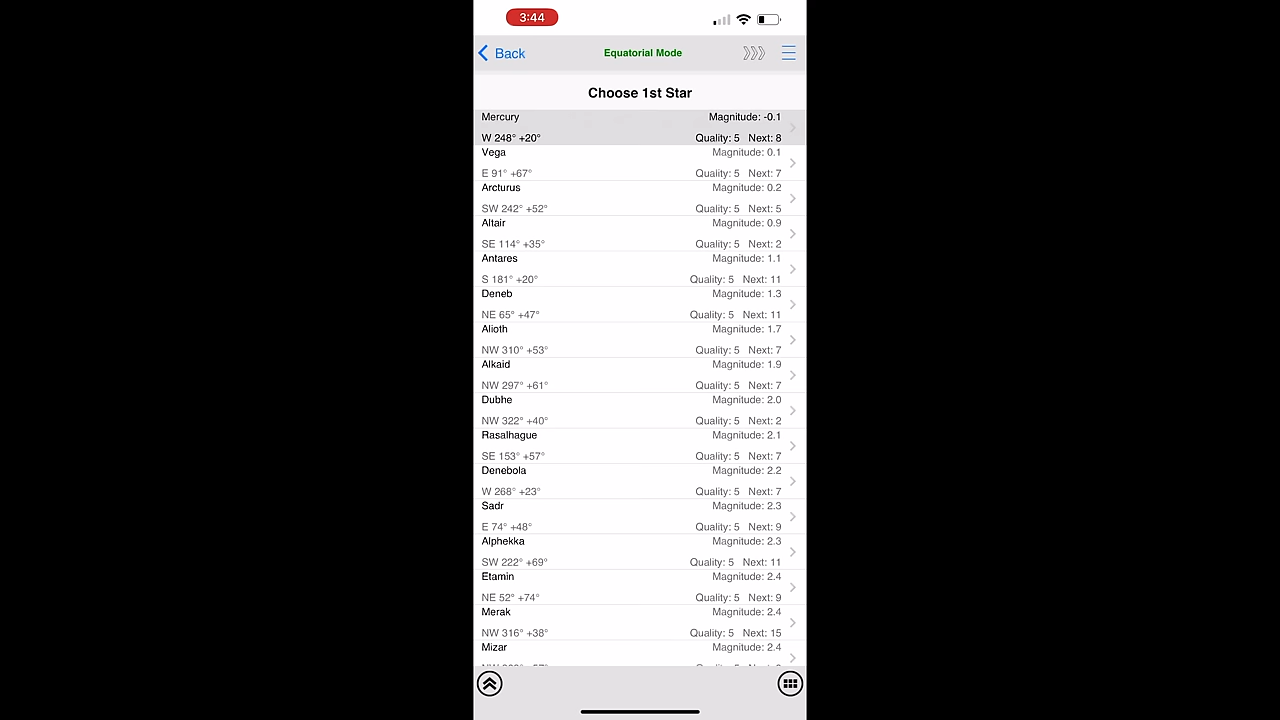 3:44
Back
Equatorial Mode
Choose 1st Star
Mercury Magnitude: -0.1
W 248° +20° Quality: 5 Next: 8
Vega Magnitude: 0.1
E 91° +67° Quality: 5 Next: 7
Arcturus Magnitude: 0.2
SW 242° +52° Quality: 5 Next: 5
Altair Magnitude: 0.9
SE 114° +35° Quality: 5 Next: 2
Antares Magnitude: 1.1
S 181° +20° Quality: 5 Next: 11
Deneb Magnitude: 1.3
NE 65° +47° Quality: 5 Next: 11
Alioth Magnitude: 1.7
NW 310° +53° Quality: 5 Next: 7
Alkaid Magnitude: 1.9
NW 297° +61° Quality: 5 Next: 7
Dubhe Magnitude: 2.0
NW 322° +40° Quality: 5 Next: 2
Rasalhague Magnitude: 2.1
SE 153° +57° Quality: 5 Next: 7
Denebola Magnitude: 2.2
W 268° +23° Quality: 5 Next: 7
Sadr Magnitude: 2.3
E 74° +48° Quality: 5 Next: 9
Alphekka Magnitude: 2.3
SW 222° +69° Quality: 5 Next: 11
Etamin Magnitude: 2.4
NE 52° +74° Quality: 5 Next: 9
Merak Magnitude: 2.4
NW 316° +38° Quality: 5 Next: 15
Mizar Magnitude: 2.4